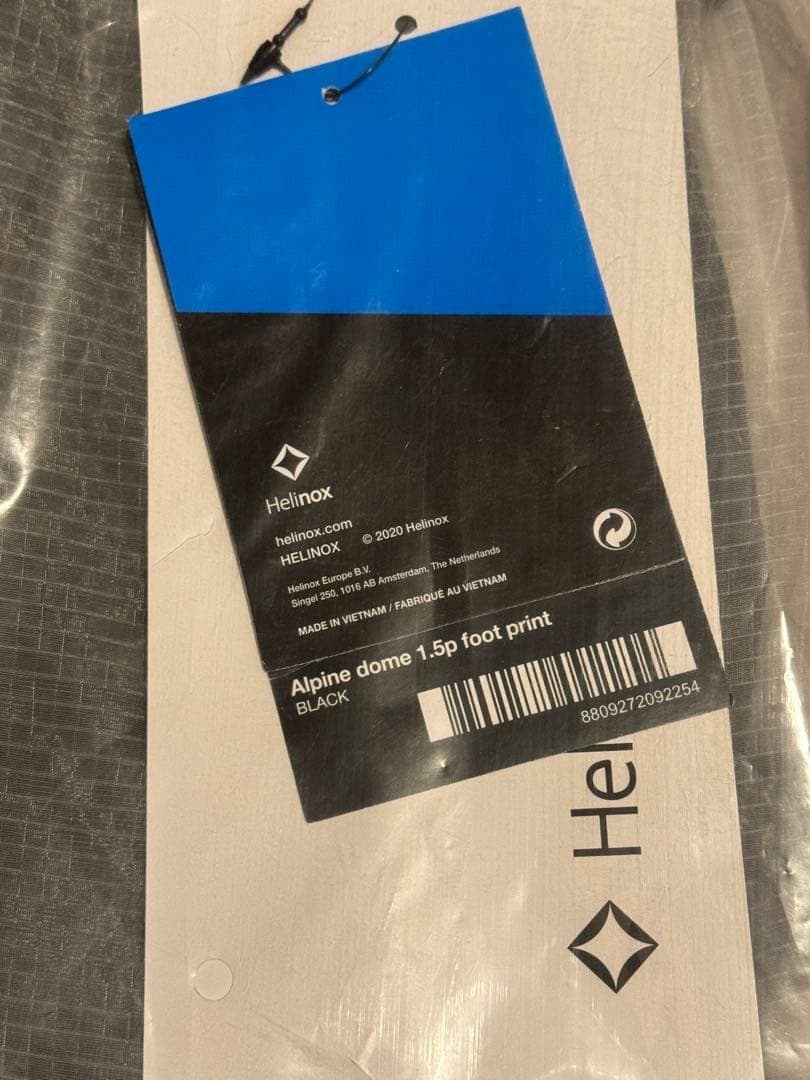 Helinox
helinox.com
HELINOX © 2020 Helinox
Helinox Europe B.V.
Singel 250, 1016 AB Amsterdam, The Netherlands
MADE IN VIETNAM / FABRIQUÉ AU VIETNAM
Alpine dome 1.5p foot print
BLACK
8809272092254
Hel